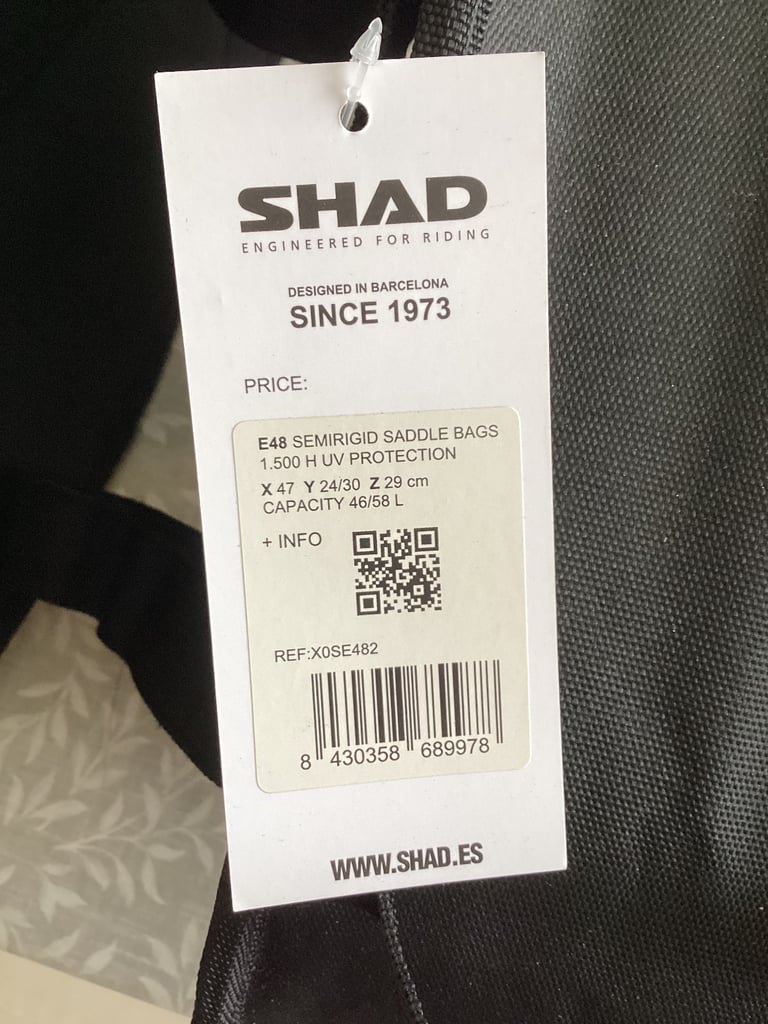 SHAD
ENGINEERED FOR RIDING
DESIGNED IN BARCELONA
SINCE 1973
PRICE:
E48 SEMIRIGID SADDLE BAGS
1.500 H UV PROTECTION
X 47 Y 24/30 Z 29 cm
CAPACITY 46/58 L
+ INFO
REF:X0SE482
8 430358 689978
WWW.SHAD.ES